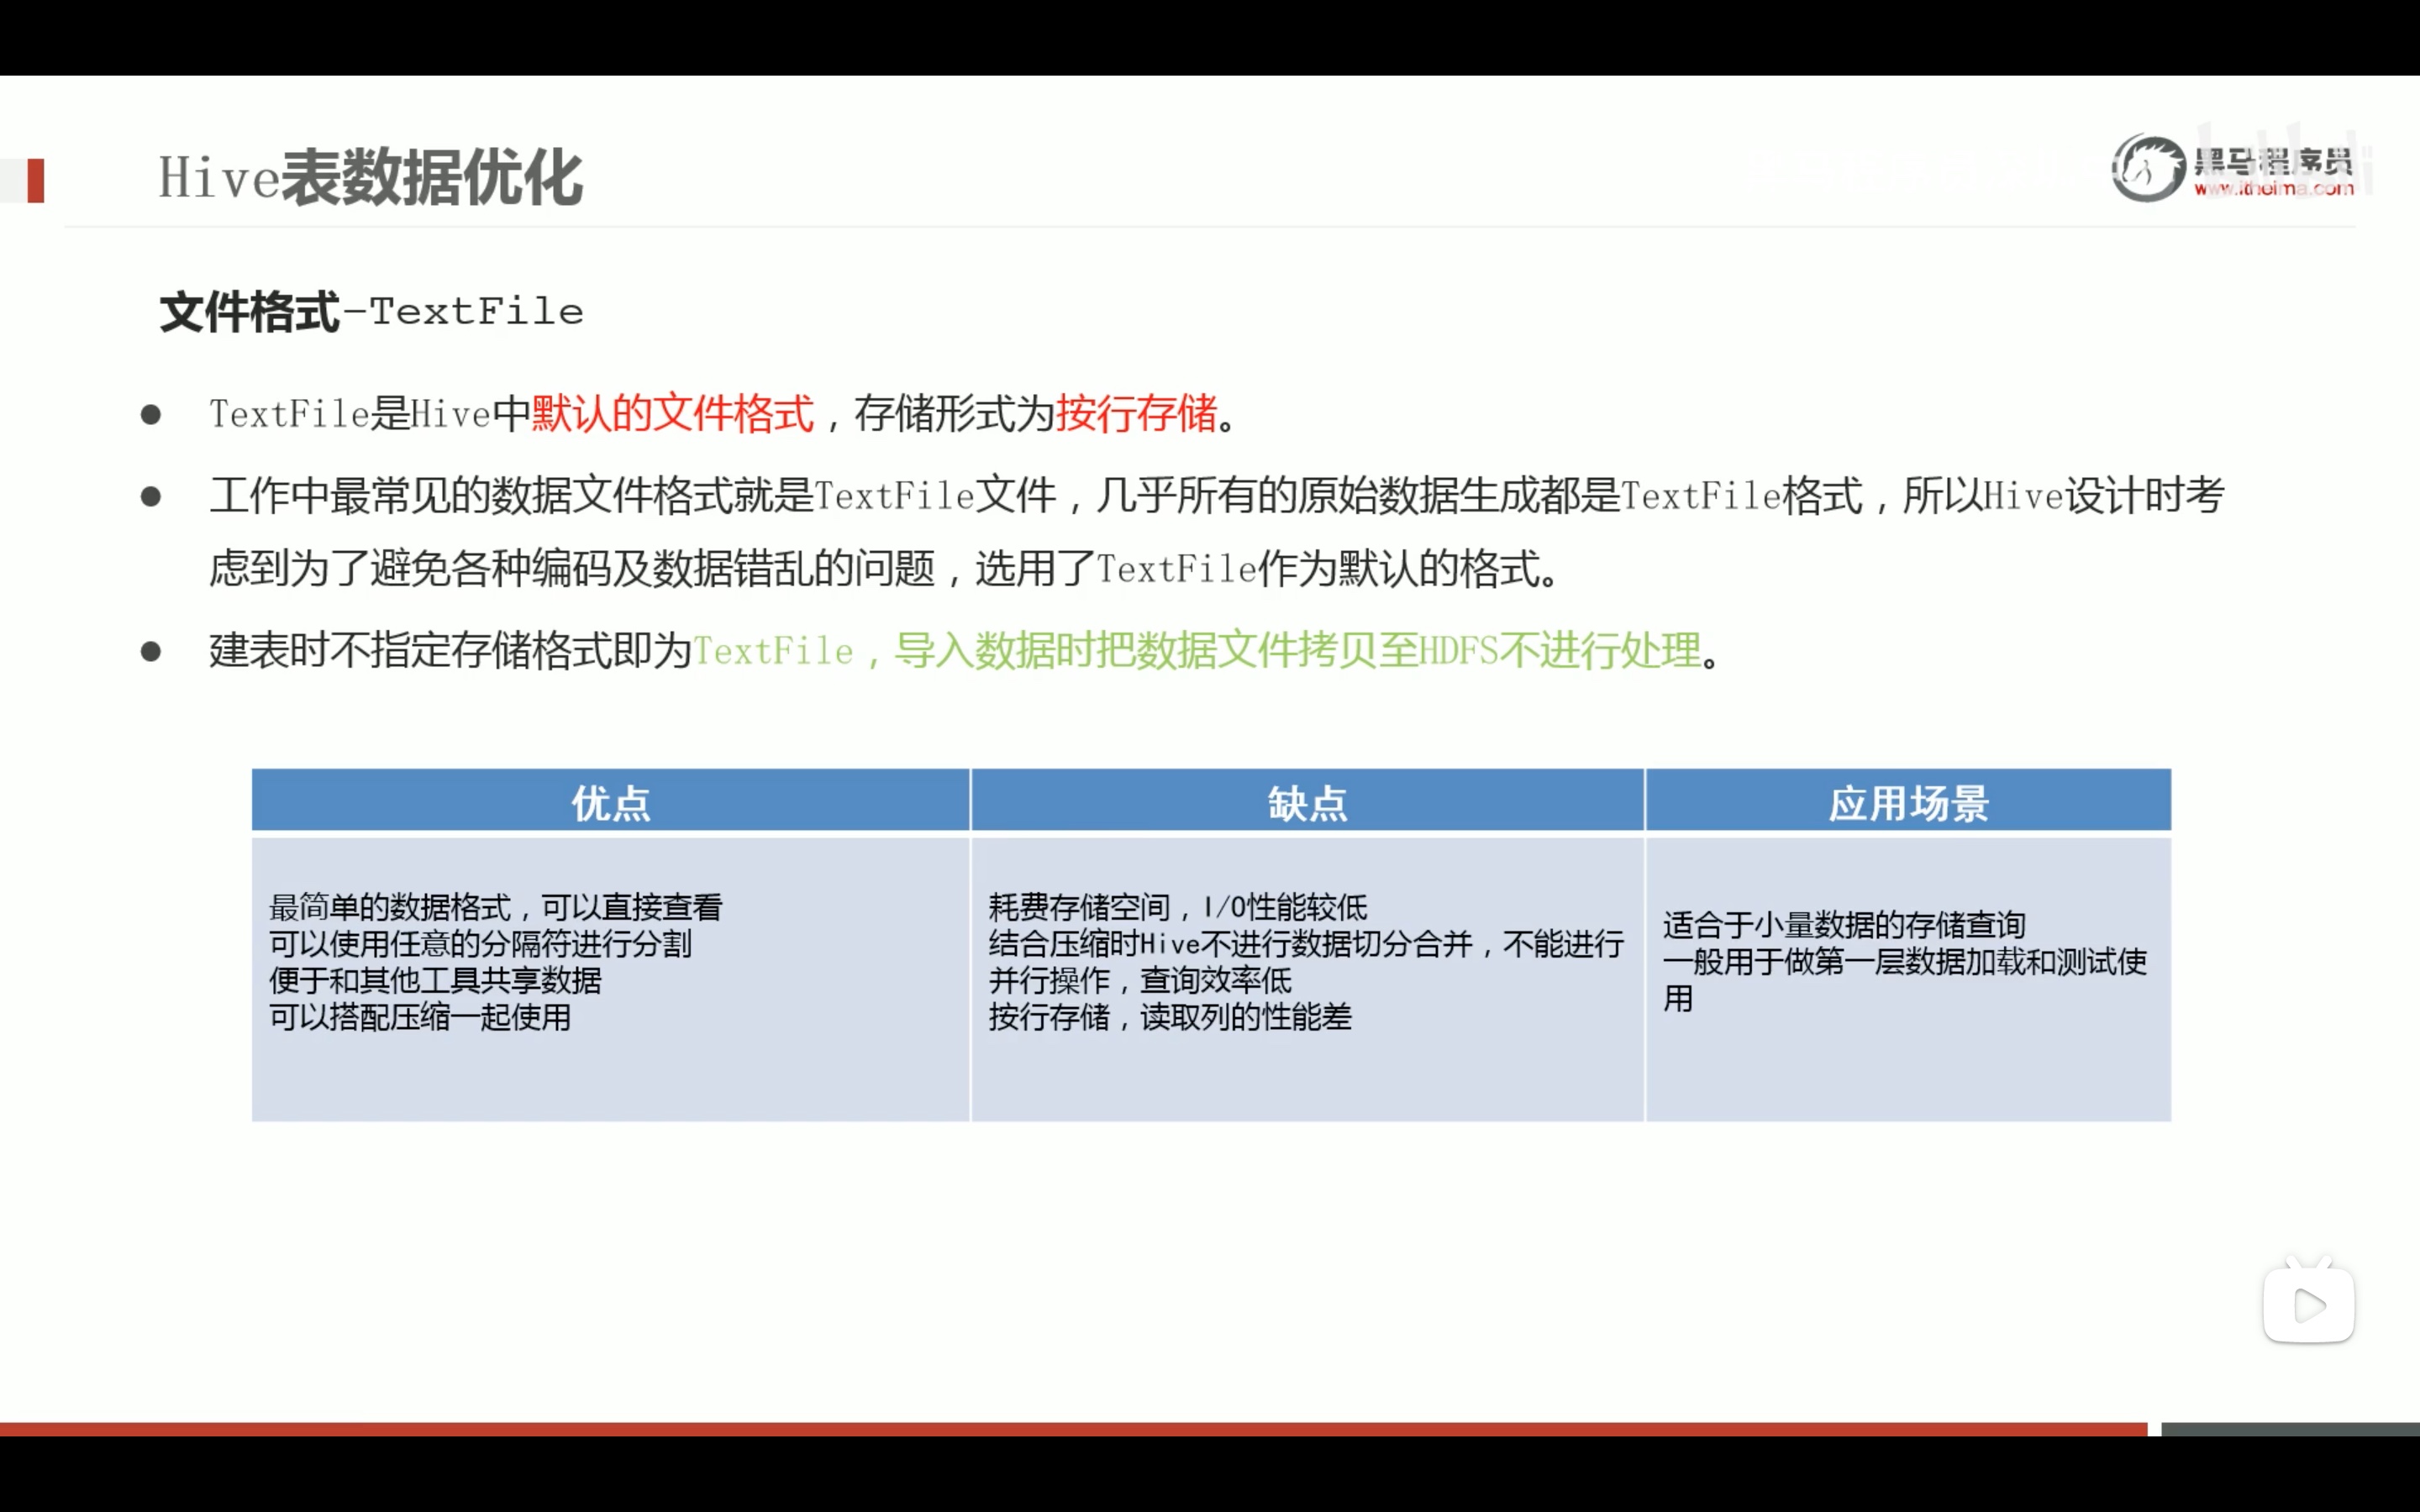 Hive表数据优化
黑马程序员
www.itheima.com
文件格式-TextFile
● TextFile是Hive中默认的文件格式，存储形式为按行存储。
● 工作中最常见的数据文件格式就是TextFile文件，几乎所有的原始数据生成都是TextFile格式，所以Hive设计时考
虑到为了避免各种编码及数据错乱的问题，选用了TextFile作为默认的格式。
● 建表时不指定存储格式即为TextFile，导入数据时把数据文件拷贝至HDFS不进行处理。
优点 缺点 应用场景
最简单的数据格式，可以直接查看
可以使用任意的分隔符进行分割
便于和其他工具共享数据
可以搭配压缩一起使用
耗费存储空间，I/O性能较低
结合压缩时Hive不进行数据切分合并，不能进行
并行操作，查询效率低
按行存储，读取列的性能差
适合于小量数据的存储查询
一般用于做第一层数据加载和测试使
用